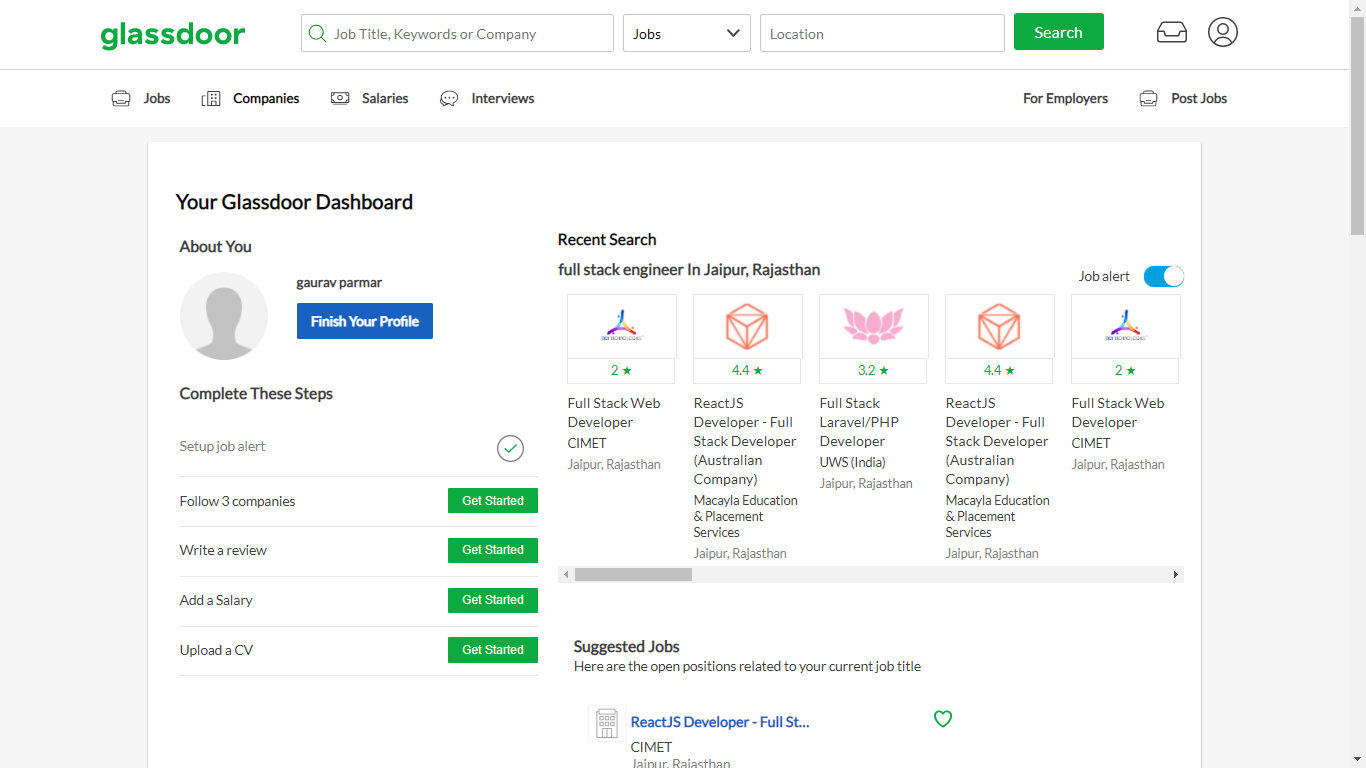 glassdoor
Job Title, Keywords or Company
Jobs
Location
Search
Jobs
Companies
Salaries
Interviews
For Employers
Post Jobs
Your Glassdoor Dashboard
About You
gaurav parmar
Finish Your Profile
Complete These Steps
Setup job alert
Follow 3 companies
Get Started
Write a review
Get Started
Add a Salary
Get Started
Upload a CV
Get Started
Recent Search
full stack engineer In Jaipur, Rajasthan
Job alert
2 ★
Full Stack Web
Developer
CIMET
Jaipur, Rajasthan
4.4 ★
ReactJS
Developer - Full
Stack Developer
(Australian
Company)
Macayla Education
& Placement
Services
Jaipur, Rajasthan
3.2 ★
Full Stack
Laravel/PHP
Developer
UWS (India)
Jaipur, Rajasthan
4.4 ★
ReactJS
Developer - Full
Stack Developer
(Australian
Company)
Macayla Education
& Placement
Services
Jaipur, Rajasthan
2 ★
Full Stack Web
Developer
CIMET
Jaipur, Rajasthan
Suggested Jobs
Here are the open positions related to your current job title
ReactJS Developer - Full St...
CIMET
Jaipur, Rajasthan